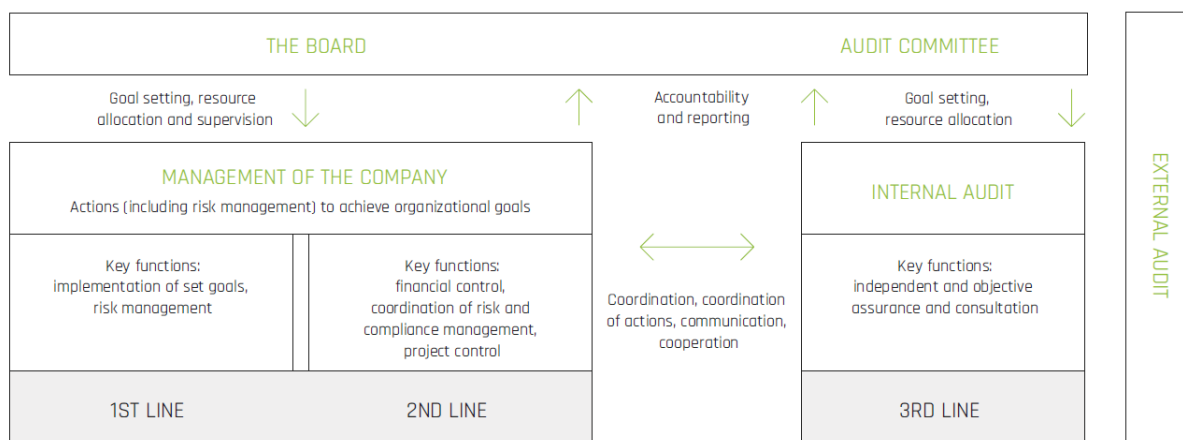 THE BOARD
AUDIT COMMITTEE
Goal setting, resource
allocation and supervision
Accountability
and reporting
Goal setting,
resource allocation
MANAGEMENT OF THE COMPANY
Actions (including risk management) to achieve organizational goals
INTERNAL AUDIT
Key functions:
implementation of set goals,
risk management
Key functions:
financial control,
coordination of risk and
compliance management,
project control
Coordination, coordination
of actions, communication,
cooperation
Key functions:
independent and objective
assurance and consultation
1ST LINE
2ND LINE
3RD LINE
EXTERNAL AUDIT